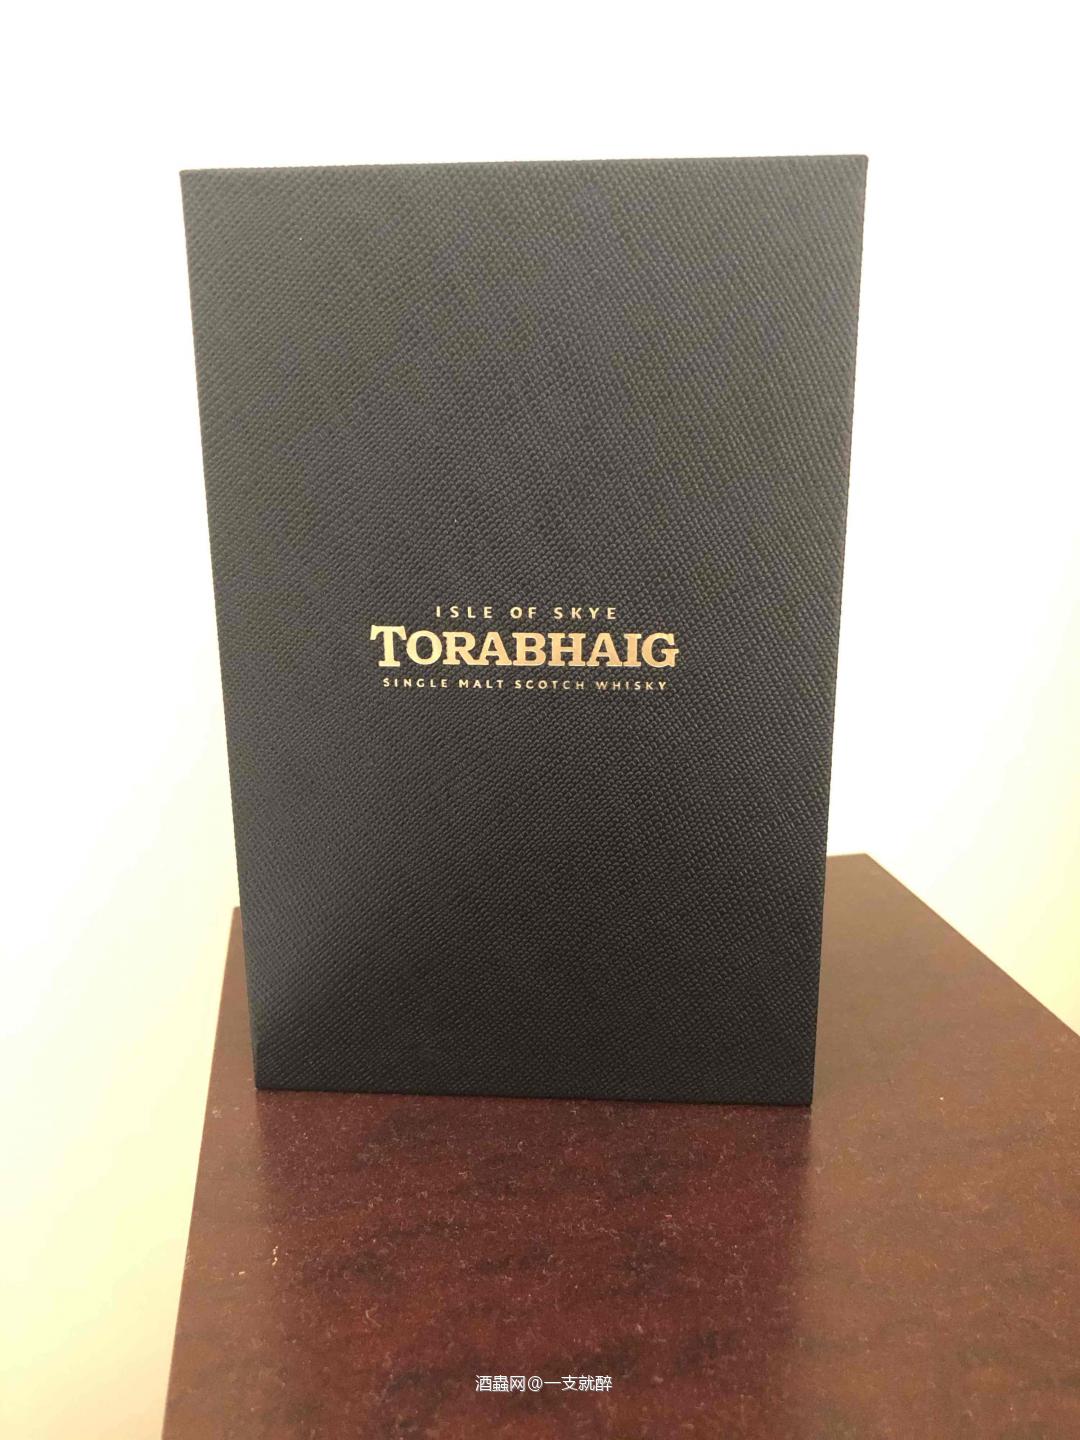 ISLE OF SKYE
TORABHAIG
SINGLE MALT SCOTCH WHISKY
酒蟲网@一支就醉